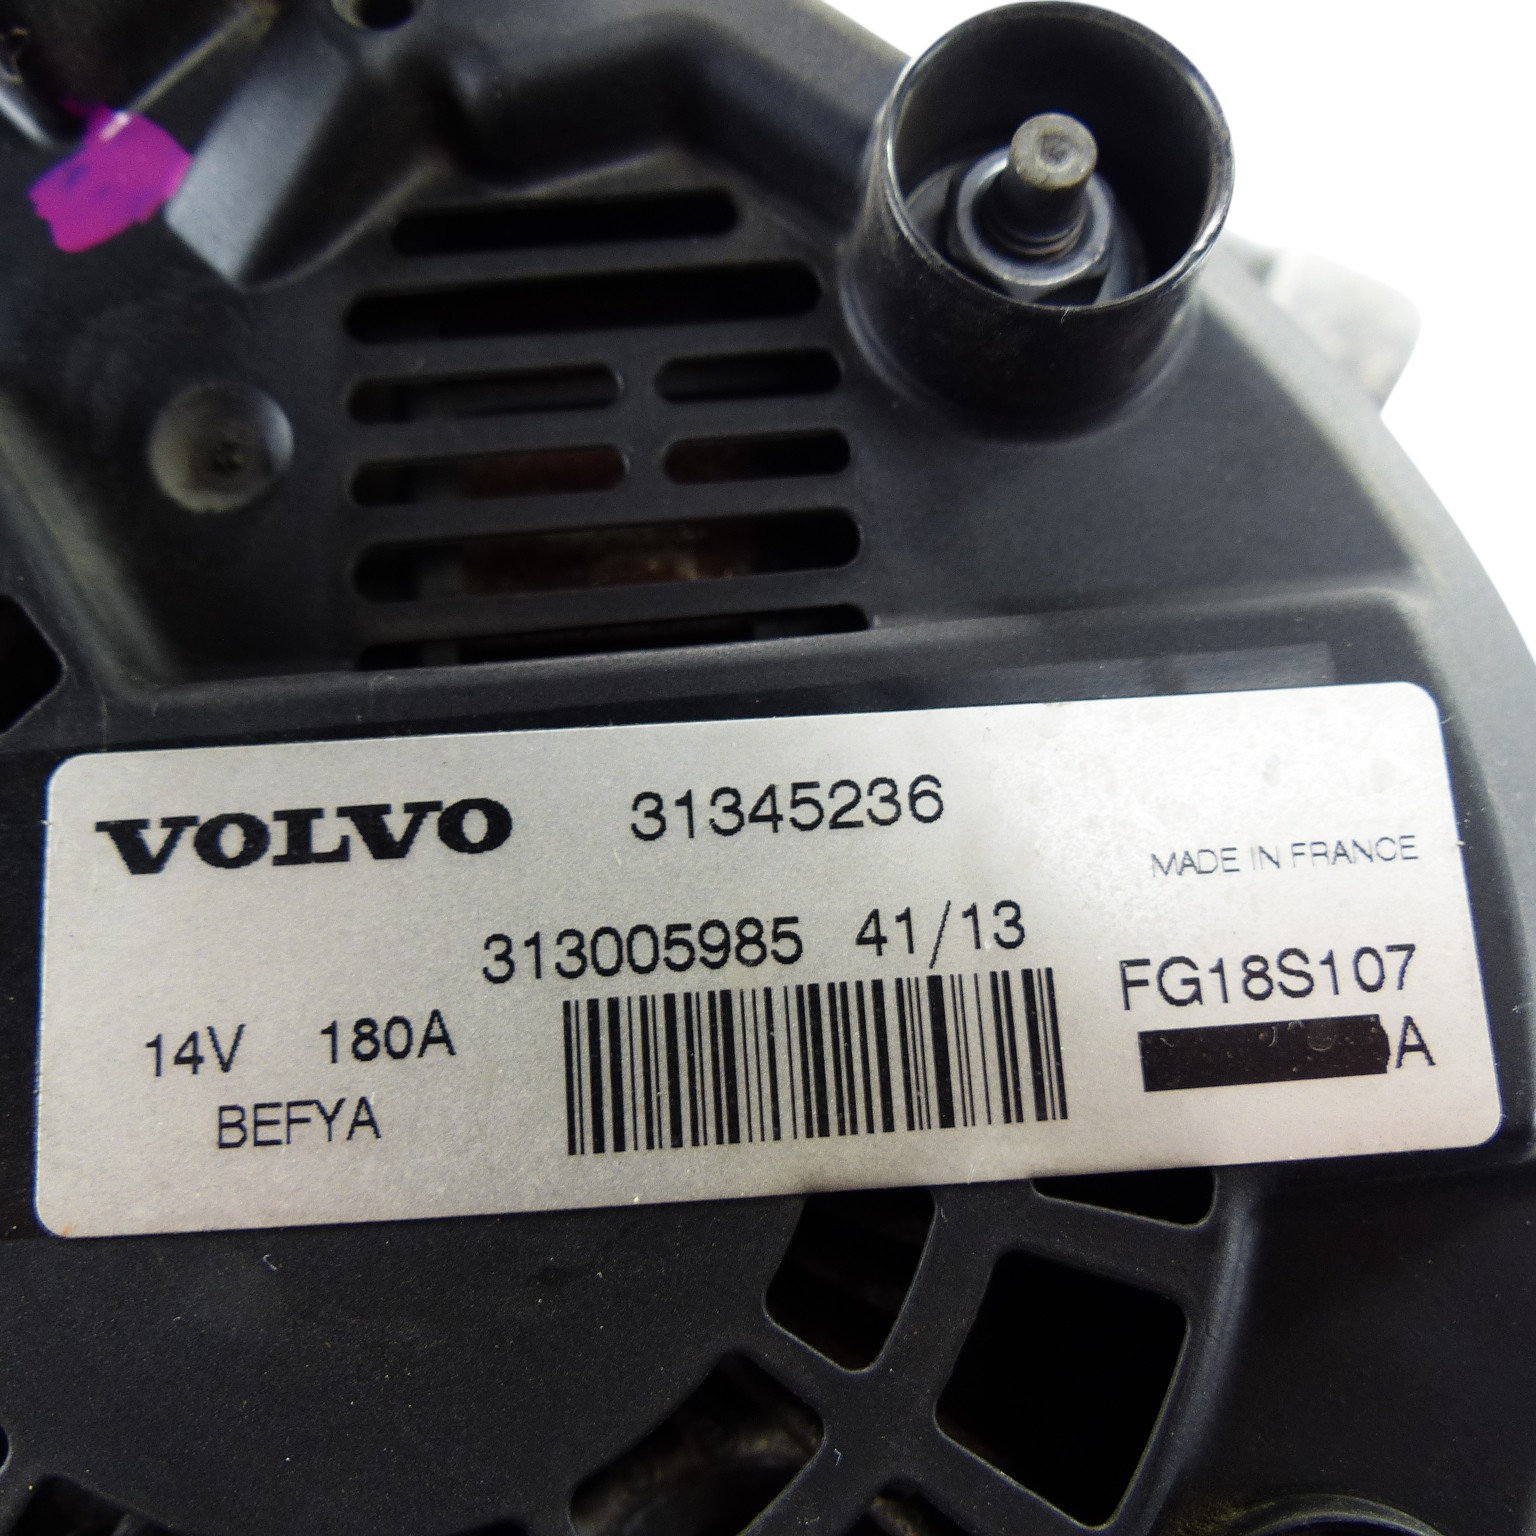 VOLVO 31345236
MADE IN FRANCE
313005985 41/13
FG18S107
14V 180A
A
BEFYA